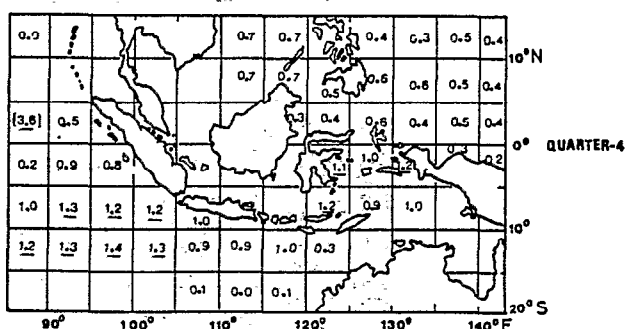 0.0 0.7 0.7 0.4 0.3 0.5 0.4
10°N
0.7 0.7 0.5 0.6 0.6 0.5 0.4
[3.6] 0.5 0.3 0.4 0.6 0.4 0.5 0.4
0° QUARTER-4
0.2 0.9 0.8 1.1 1.0 0.2
1.0 1.3 1.2 1.2 1.0 1.2 0.9 1.0
10°
1.2 1.3 1.4 1.3 0.9 0.9 1.0 0.3
0.1 0.0 0.1
20°S
90° 100° 110° 120° 130° 140°E